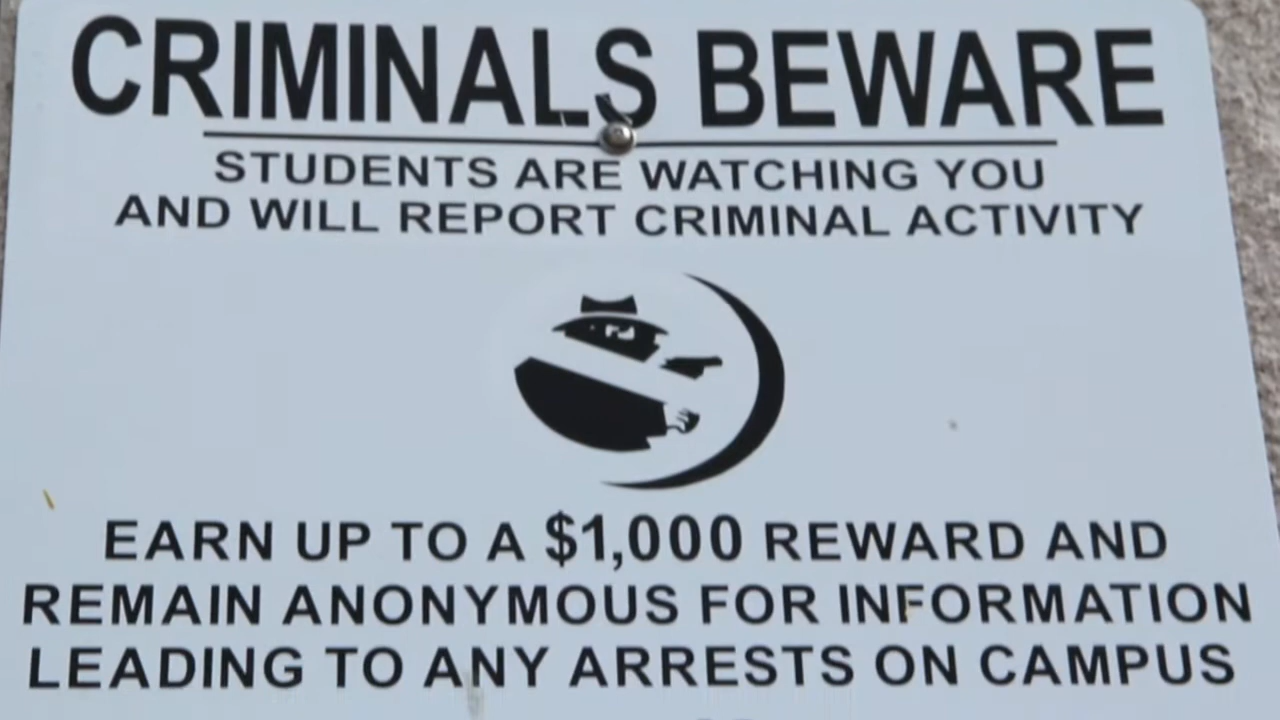 CRIMINALS BEWARE
STUDENTS ARE WATCHING YOU
AND WILL REPORT CRIMINAL ACTIVITY
EARN UP TO A $1,000 REWARD AND
REMAIN ANONYMOUS FOR INFORMATION
LEADING TO ANY ARRESTS ON CAMPUS